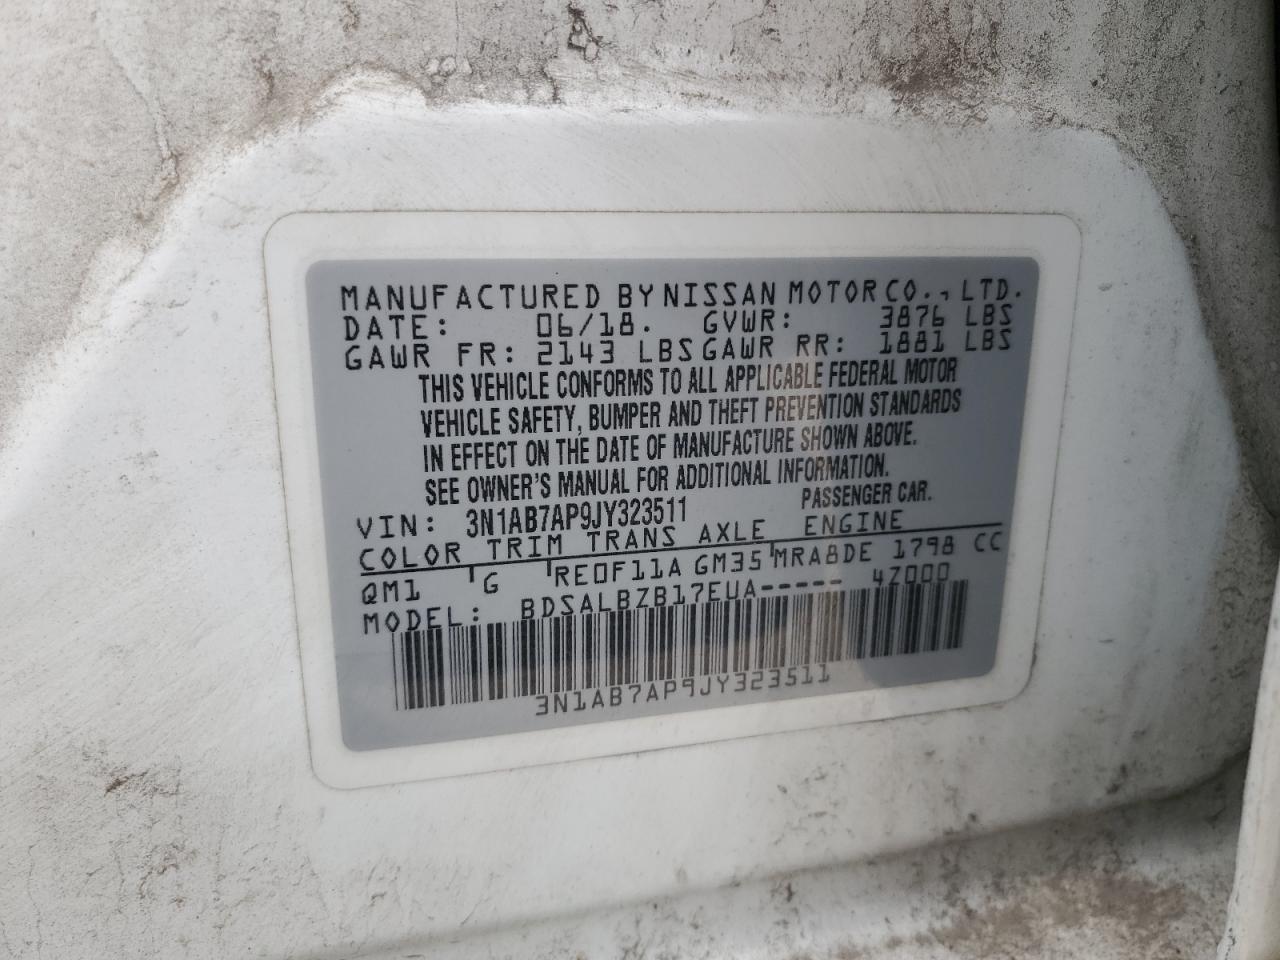 MANUFACTURED BY NISSAN MOTOR CO., LTD.
DATE: 06/18. GVWR: 3876 LBS
GAWR FR: 2143 LBS GAWR RR: 1881 LBS
THIS VEHICLE CONFORMS TO ALL APPLICABLE FEDERAL MOTOR
VEHICLE SAFETY, BUMPER AND THEFT PREVENTION STANDARDS
IN EFFECT ON THE DATE OF MANUFACTURE SHOWN ABOVE.
SEE OWNER'S MANUAL FOR ADDITIONAL INFORMATION.
VIN: 3N1AB7AP9JY323511 PASSENGER CAR.
COLOR TRIM TRANS AXLE ENGINE
QM1 G RE0F11A GM35 MRA8DE 1798 CC
MODEL: BDSALBZB17EUA----- 4Z000
3N1AB7AP9JY323511